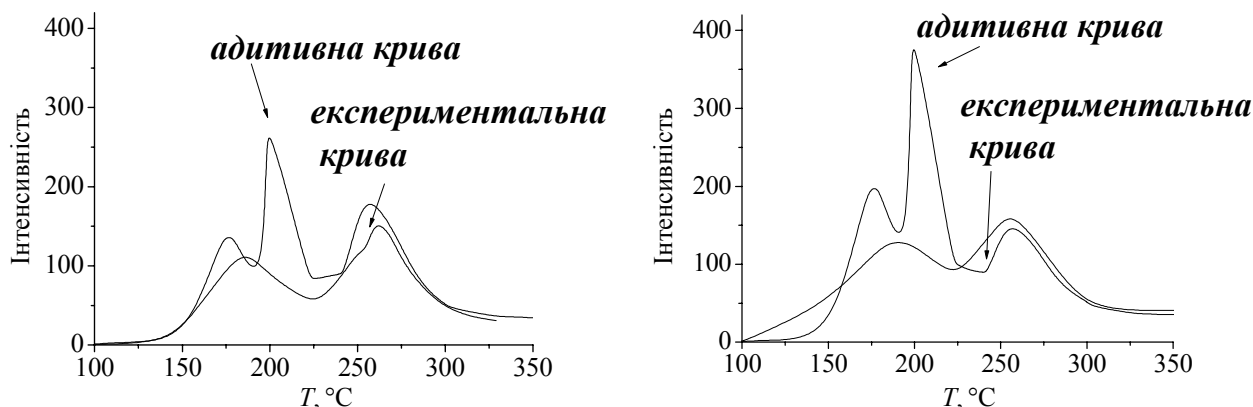 400
300
200
100
0
Інтенсивність
адитивна крива
експериментальна
крива
100 150 200 250 300 350
T, °C
400
300
200
100
0
Інтенсивність
адитивна крива
експериментальна
крива
100 150 200 250 300 350
T, °C